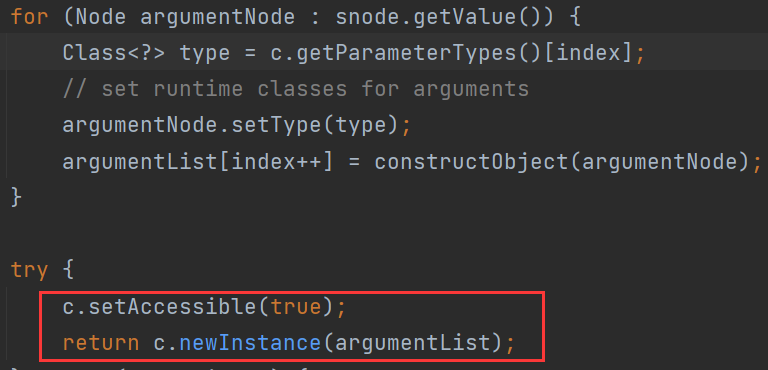 for (Node argumentNode : snode.getValue()) {
Class<?> type = c.getParameterTypes()[index];
// set runtime classes for arguments
argumentNode.setType(type);
argumentList[index++] = constructObject(argumentNode);
}
try {
c.setAccessible(true);
return c.newInstance(argumentList);